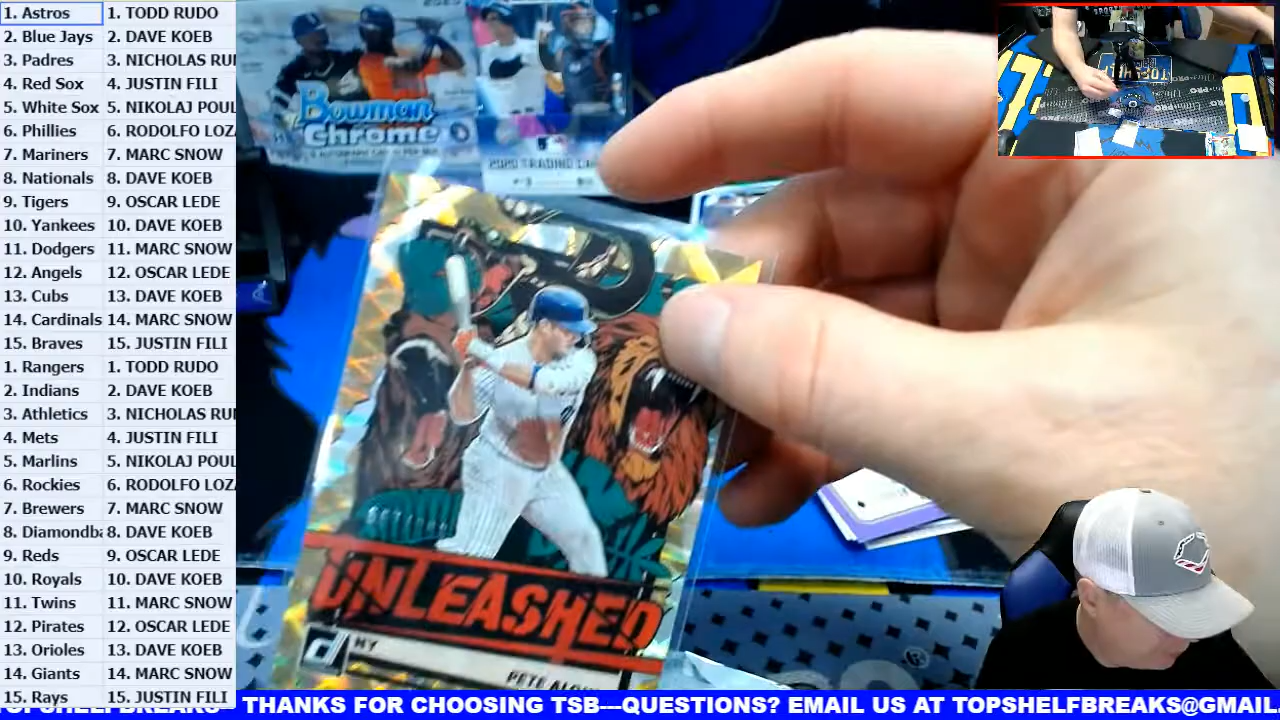 1. Astros 1. TODD RUDO
2. Blue Jays 2. DAVE KOEB
3. Padres 3. NICHOLAS RU
4. Red Sox 4. JUSTIN FILI
5. White Sox 5. NIKOLAJ POUL
6. Phillies 6. RODOLFO LOZ
7. Mariners 7. MARC SNOW
8. Nationals 8. DAVE KOEB
9. Tigers 9. OSCAR LEDE
10. Yankees 10. DAVE KOEB
11. Dodgers 11. MARC SNOW
12. Angels 12. OSCAR LEDE
13. Cubs 13. DAVE KOEB
14. Cardinals 14. MARC SNOW
15. Braves 15. JUSTIN FILI
1. Rangers 1. TODD RUDO
2. Indians 2. DAVE KOEB
3. Athletics 3. NICHOLAS RU
4. Mets 4. JUSTIN FILI
5. Marlins 5. NIKOLAJ POUL
6. Rockies 6. RODOLFO LOZ
7. Brewers 7. MARC SNOW
8. Diamondb 8. DAVE KOEB
9. Reds 9. OSCAR LEDE
10. Royals 10. DAVE KOEB
11. Twins 11. MARC SNOW
12. Pirates 12. OSCAR LEDE
13. Orioles 13. DAVE KOEB
14. Giants 14. MARC SNOW
15. Rays 15. JUSTIN FILI
Bowman
Chrome
2020 TRADING
UNLEASHED
NY
PETE
THANKS FOR CHOOSING TSB---QUESTIONS? EMAIL US AT TOPSHELFBREAKS@GMAIL.